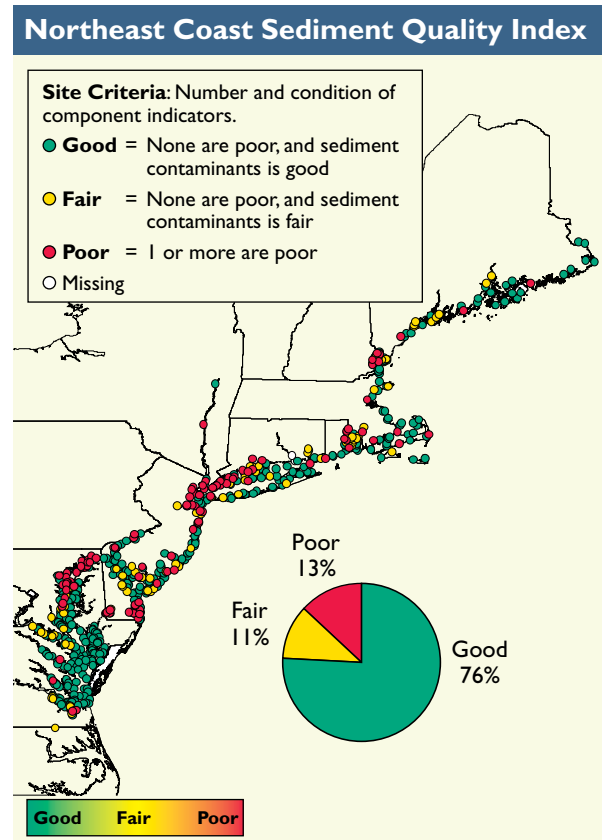 Northeast Coast Sediment Quality Index
Site Criteria: Number and condition of
component indicators.
Good = None are poor, and sediment
contaminants is good
Fair = None are poor, and sediment
contaminants is fair
Poor = 1 or more are poor
Missing
Poor
13%
Fair
11%
Good
76%
Good Fair Poor